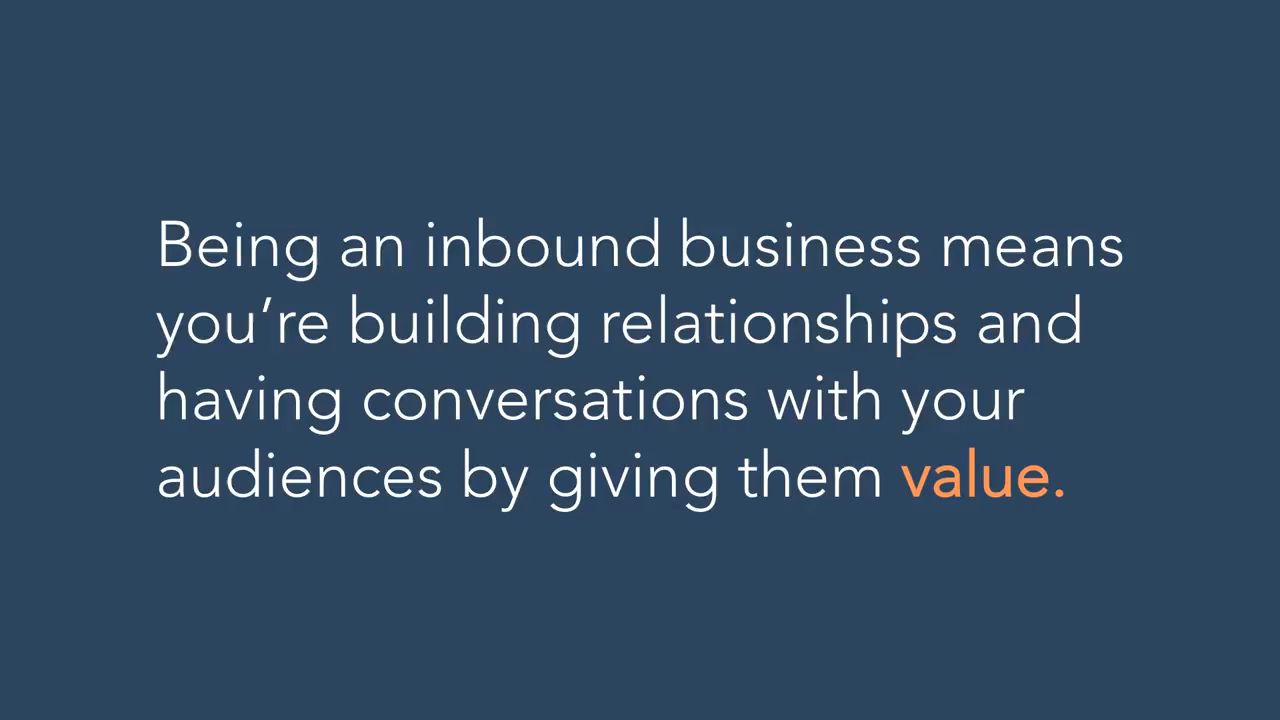 Being an inbound business means
you’re building relationships and
having conversations with your
audiences by giving them value.